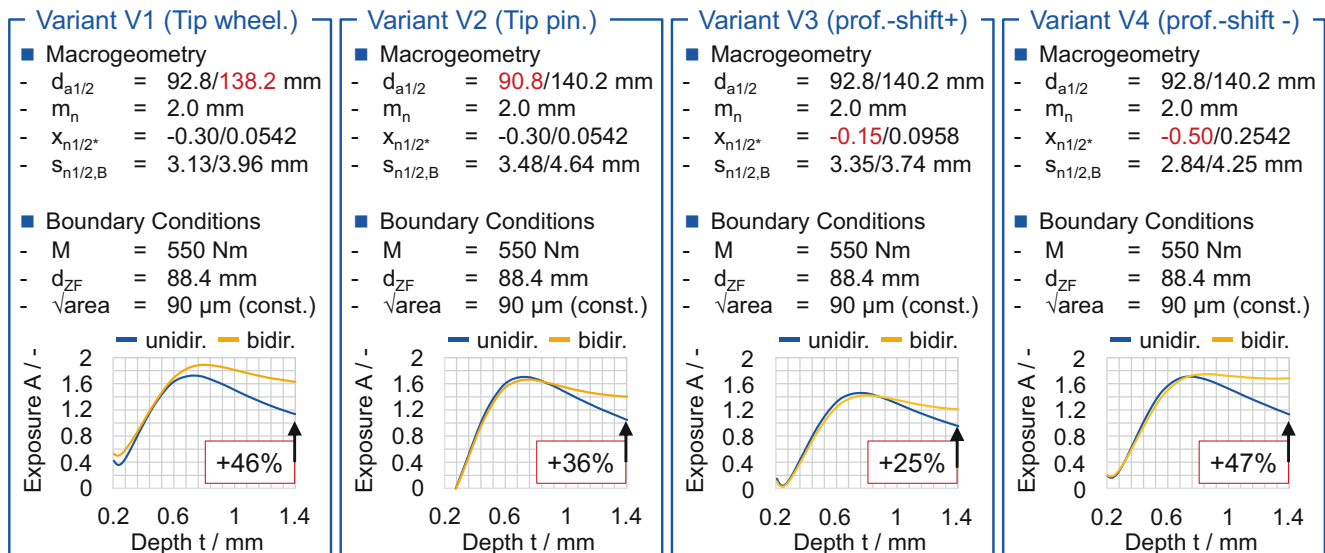 Variant V1 (Tip wheel.)
■ Macrogeometry
- da1/2 = 92.8/138.2 mm
- mn = 2.0 mm
- xn1/2* = -0.30/0.0542
- sn1/2,B = 3.13/3.96 mm
■ Boundary Conditions
- M = 550 Nm
- dZF = 88.4 mm
- √area = 90 µm (const.)
unidir. bidir.
Exposure A / -
2
1.6
1.2
0.8
0.4
0
+46%
0.2 0.6 1 1.4
Depth t / mm
Variant V2 (Tip pin.)
■ Macrogeometry
- da1/2 = 90.8/140.2 mm
- mn = 2.0 mm
- xn1/2* = -0.30/0.0542
- sn1/2,B = 3.48/4.64 mm
■ Boundary Conditions
- M = 550 Nm
- dZF = 88.4 mm
- √area = 90 µm (const.)
unidir. bidir.
Exposure A / -
2
1.6
1.2
0.8
0.4
0
+36%
0.2 0.6 1 1.4
Depth t / mm
Variant V3 (prof.-shift+)
■ Macrogeometry
- da1/2 = 92.8/140.2 mm
- mn = 2.0 mm
- xn1/2* = -0.15/0.0958
- sn1/2,B = 3.35/3.74 mm
■ Boundary Conditions
- M = 550 Nm
- dZF = 88.4 mm
- √area = 90 µm (const.)
unidir. bidir.
Exposure A / -
2
1.6
1.2
0.8
0.4
0
+25%
0.2 0.6 1 1.4
Depth t / mm
Variant V4 (prof.-shift -)
■ Macrogeometry
- da1/2 = 92.8/140.2 mm
- mn = 2.0 mm
- xn1/2* = -0.50/0.2542
- sn1/2,B = 2.84/4.25 mm
■ Boundary Conditions
- M = 550 Nm
- dZF = 88.4 mm
- √area = 90 µm (const.)
unidir. bidir.
Exposure A / -
2
1.6
1.2
0.8
0.4
0
+47%
0.2 0.6 1 1.4
Depth t / mm